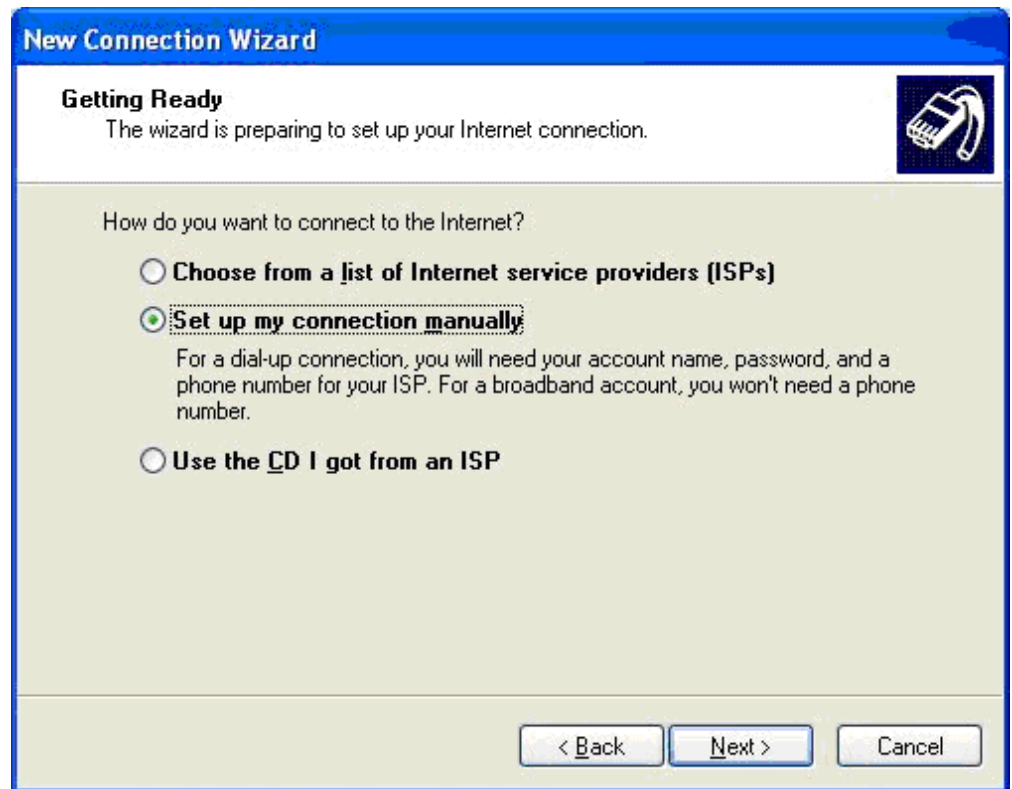 New Connection Wizard
Getting Ready
The wizard is preparing to set up your Internet connection.
How do you want to connect to the Internet?
Choose from a list of Internet service providers (ISPs)
Set up my connection manually
For a dial-up connection, you will need your account name, password, and a
phone number for your ISP. For a broadband account, you won't need a phone
number.
Use the CD I got from an ISP
< Back Next > Cancel